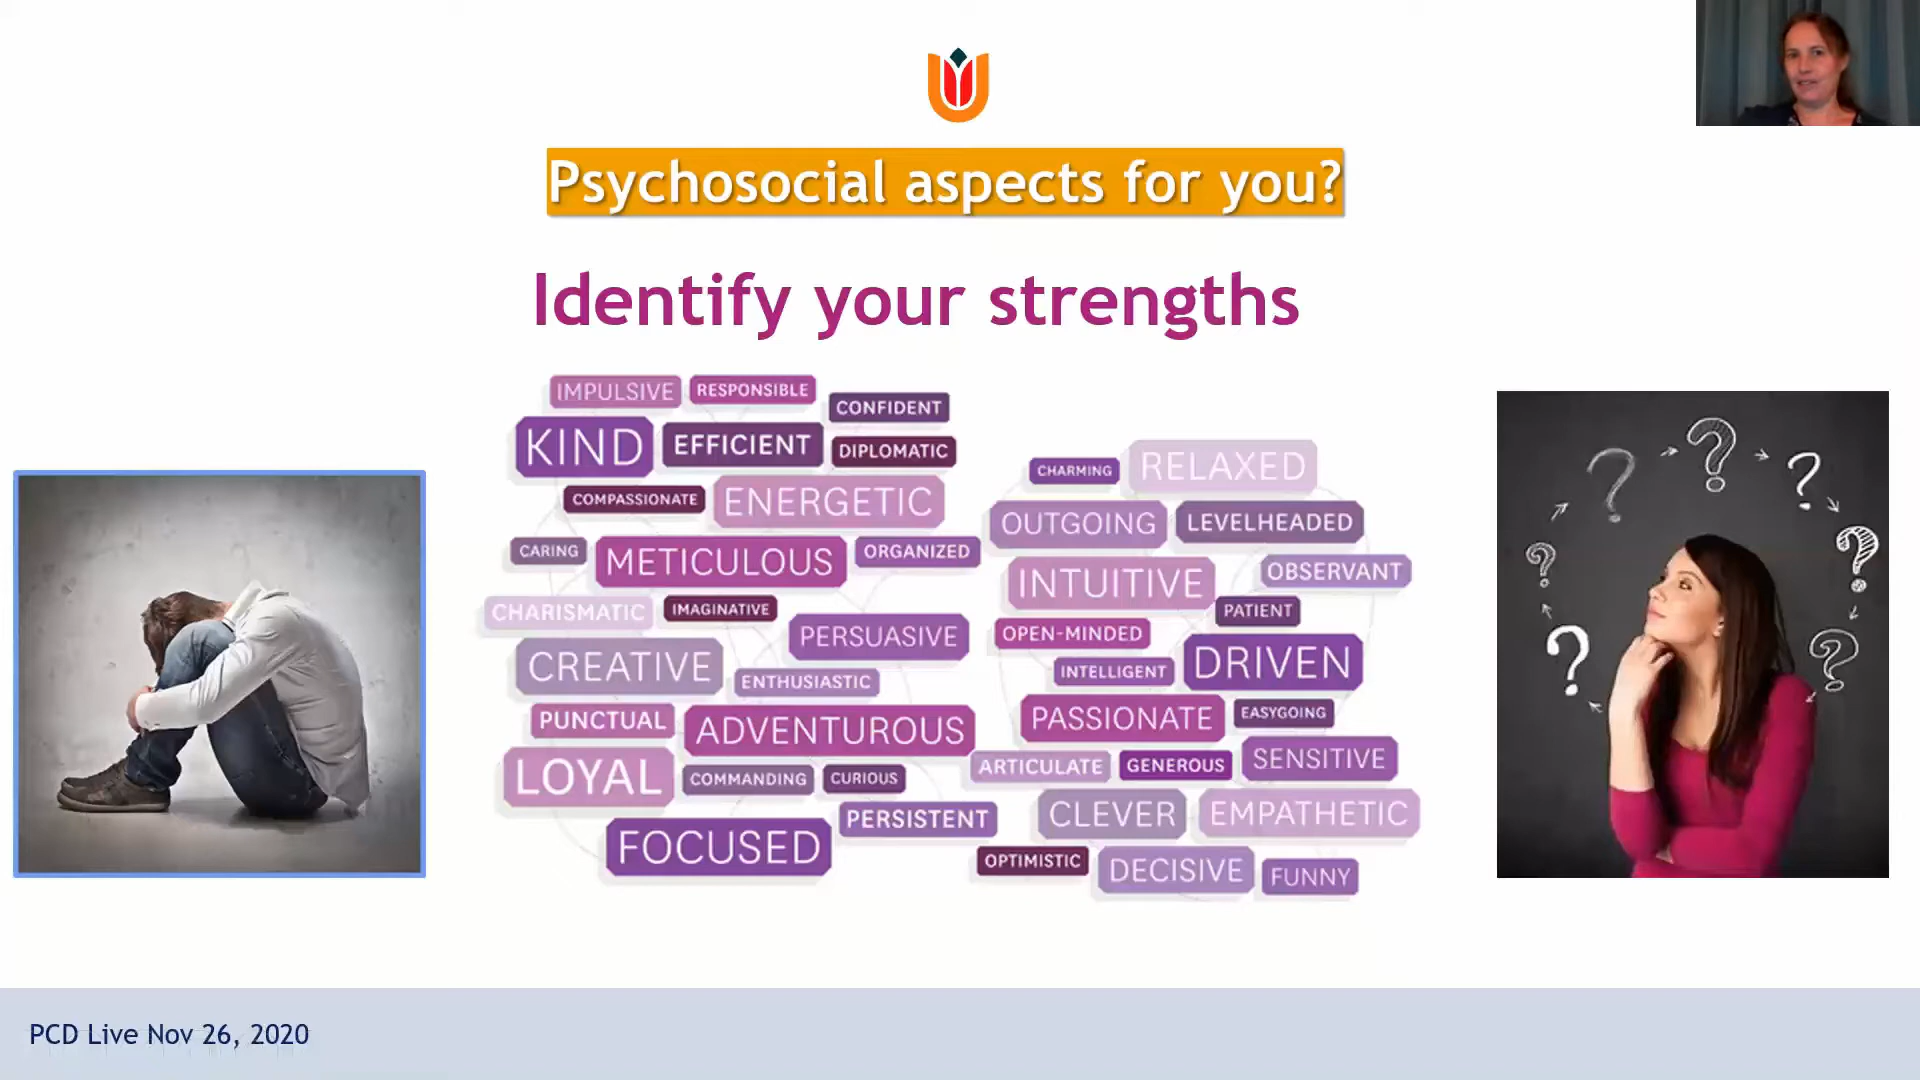 Psychosocial aspects for you?
Identify your strengths
IMPULSIVE RESPONSIBLE CONFIDENT
KIND EFFICIENT DIPLOMATIC
COMPASSIONATE ENERGETIC
CARING METICULOUS ORGANIZED
CHARISMATIC IMAGINATIVE PERSUASIVE
CREATIVE ENTHUSIASTIC
PUNCTUAL ADVENTUROUS
LOYAL COMMANDING CURIOUS
FOCUSED PERSISTENT
CHARMING RELAXED
OUTGOING LEVELHEADED
INTUITIVE OBSERVANT
PATIENT
OPEN-MINDED DRIVEN
INTELLIGENT
PASSIONATE EASYGOING
ARTICULATE GENEROUS SENSITIVE
CLEVER EMPATHETIC
OPTIMISTIC DECISIVE FUNNY
? ? ? ? ? ? ?
PCD Live Nov 26, 2020